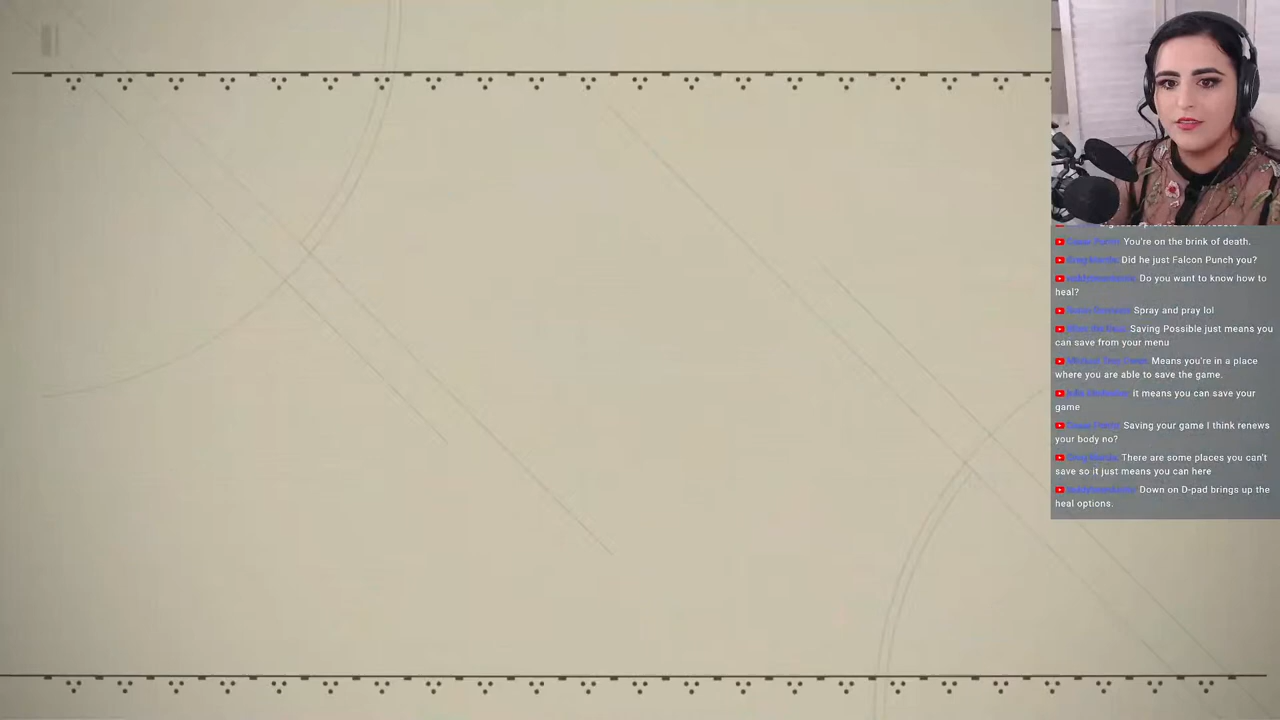 You're on the brink of death.
Did he just Falcon Punch you?
Do you want to know how to
heal?
Spray and pray lol
Saving Possible just means you
can save from your menu
Means you're in a place
where you are able to save the game.
it means you can save your
game
Saving your game I think renews
your body no?
There are some places you can't
save so it just means you can here
Down on D-pad brings up the
heal options.